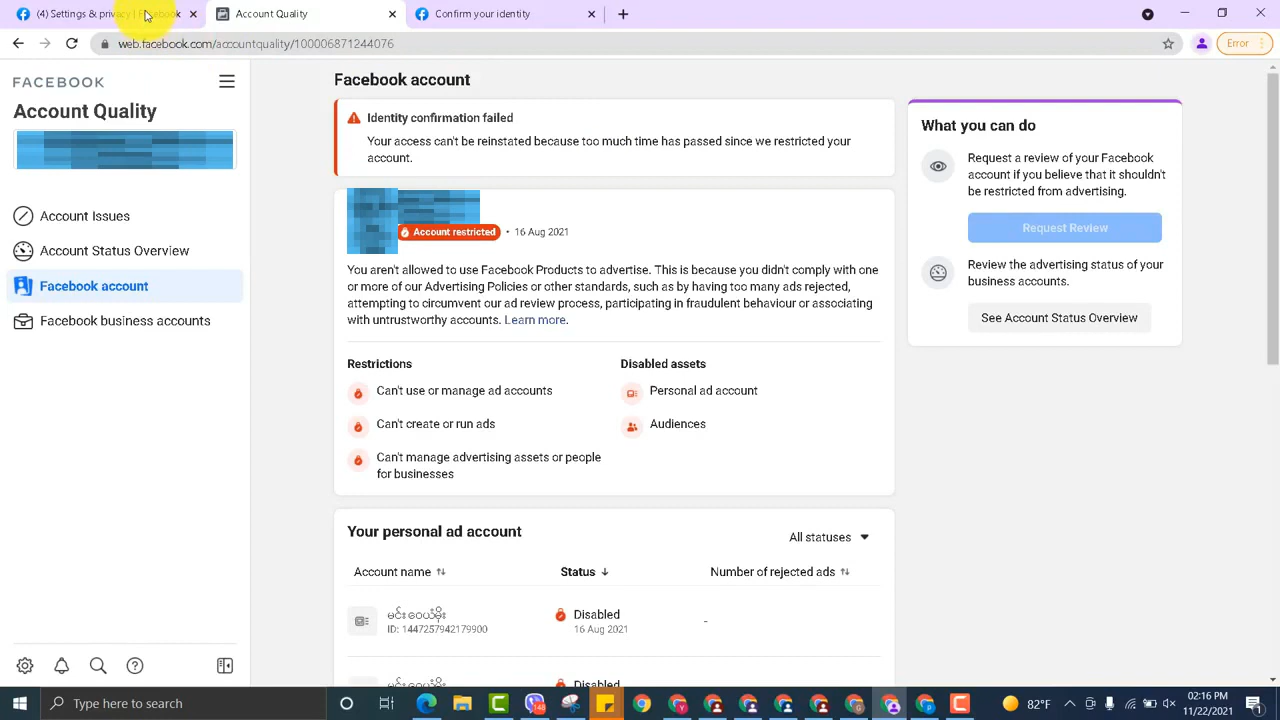 (4) Settings & privacy | Facebook
Account Quality
Confirm your identity
web.facebook.com/accountquality/100006871244076
Error
FACEBOOK
Account Quality
Account Issues
Account Status Overview
Facebook account
Facebook business accounts
Facebook account
Identity confirmation failed
Your access can't be reinstated because too much time has passed since we restricted your
account.
Account restricted
• 16 Aug 2021
You aren't allowed to use Facebook Products to advertise. This is because you didn't comply with one
or more of our Advertising Policies or other standards, such as by having too many ads rejected,
attempting to circumvent our ad review process, participating in fraudulent behaviour or associating
with untrustworthy accounts. Learn more.
Restrictions
Can't use or manage ad accounts
Can't create or run ads
Can't manage advertising assets or people
for businesses
Disabled assets
Personal ad account
Audiences
Your personal ad account
All statuses
Account name
Status
Number of rejected ads
မင်း ဝေယံဖိုး
ID: 1447257942179900
Disabled
16 Aug 2021
-
Disabled
What you can do
Request a review of your Facebook
account if you believe that it shouldn't
be restricted from advertising.
Request Review
Review the advertising status of your
business accounts.
See Account Status Overview
Type here to search
148
82°F
02:16 PM
11/22/2021